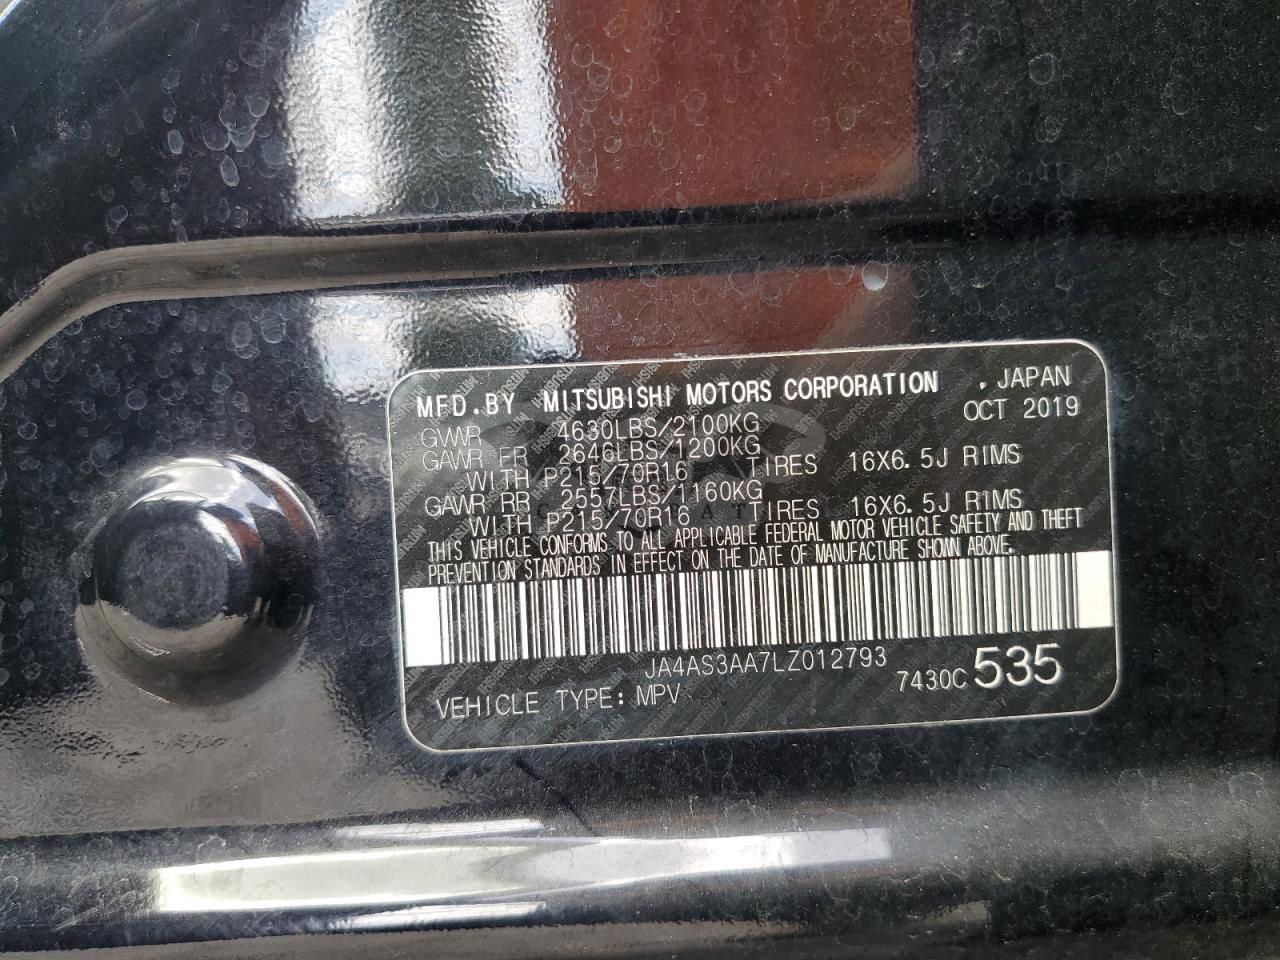 MFD.BY MITSUBISHI MOTORS CORPORATION . JAPAN
OCT 2019
GVWR 4630LBS/2100KG
GAWR FR 2646LBS/1200KG
WITH P215/70R16 TIRES 16X6.5J RIMS
GAWR RR 2557LBS/1160KG
WITH P215/70R16 TIRES 16X6.5J RIMS
THIS VEHICLE CONFORMS TO ALL APPLICABLE FEDERAL MOTOR VEHICLE SAFETY AND THEFT
PREVENTION STANDARDS IN EFFECT ON THE DATE OF MANUFACTURE SHOWN ABOVE.
JA4AS3AA7LZ012793
7430C 535
VEHICLE TYPE: MPV